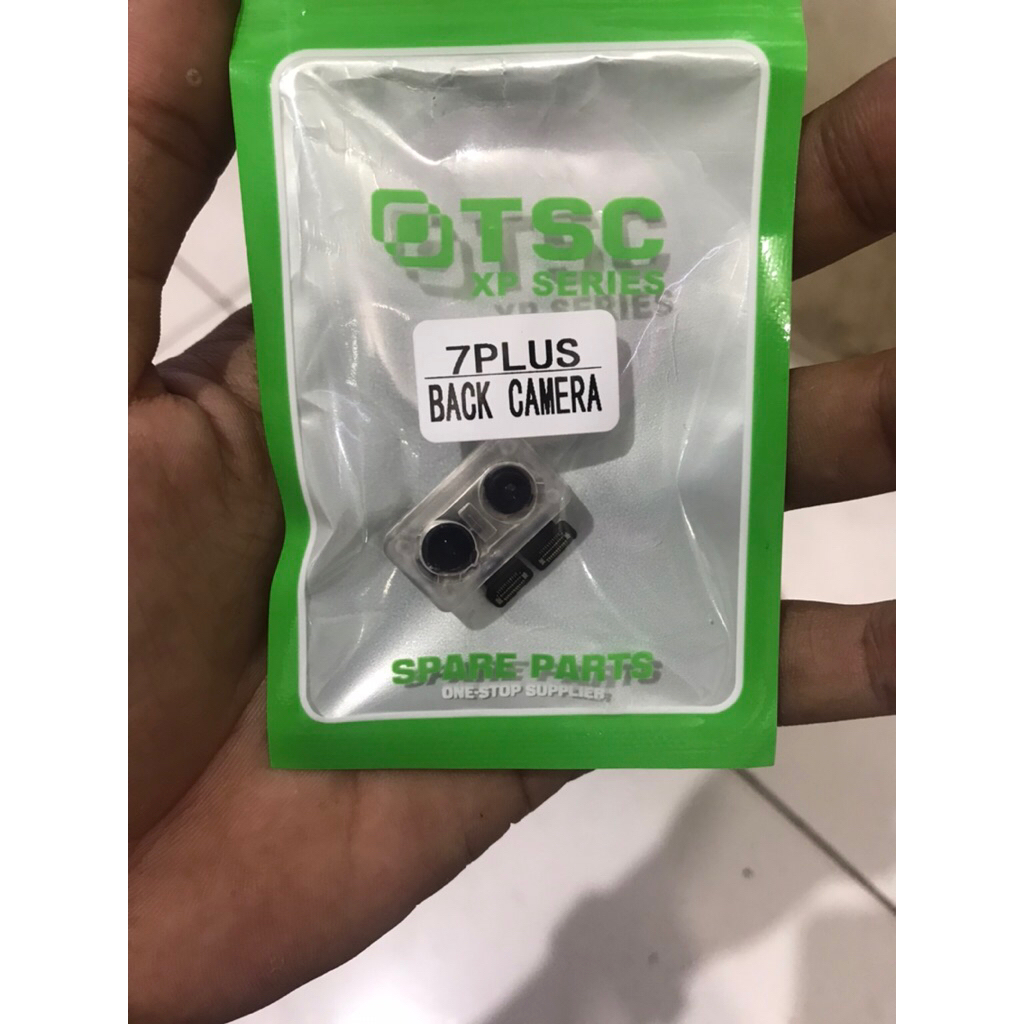 TSC
XP SERIES
7PLUS
BACK CAMERA
SPARE PARTS
ONE-STOP SUPPLIER